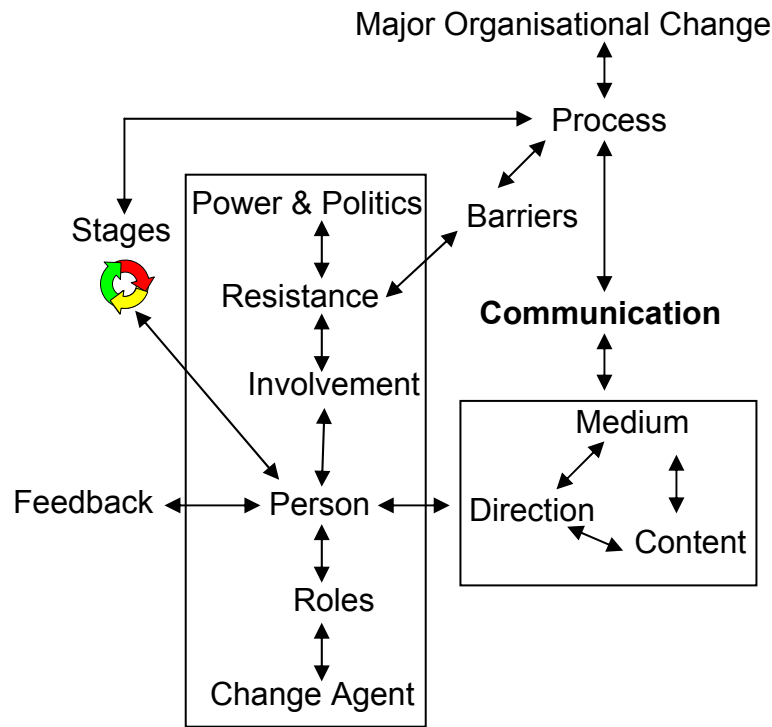 Major Organisational Change
Process
Power & Politics
Barriers
Stages
Resistance
Communication
Involvement
Medium
Feedback
Person
Direction
Content
Roles
Change Agent